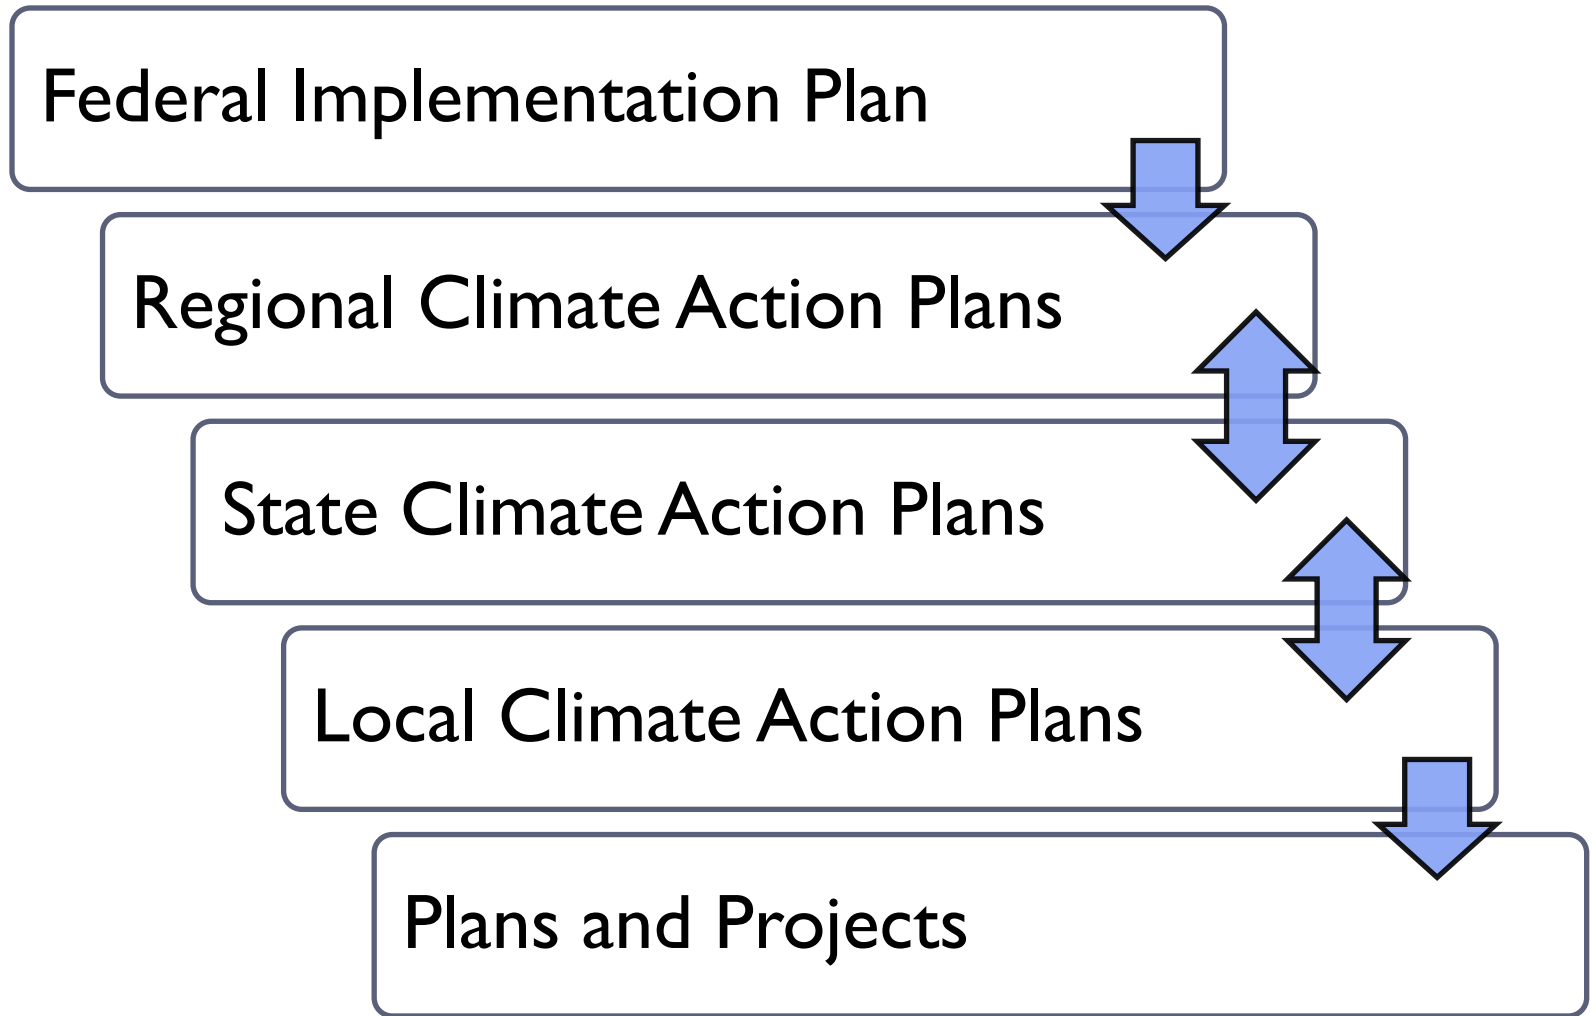 Federal Implementation Plan
Regional Climate Action Plans
State Climate Action Plans
Local Climate Action Plans
Plans and Projects